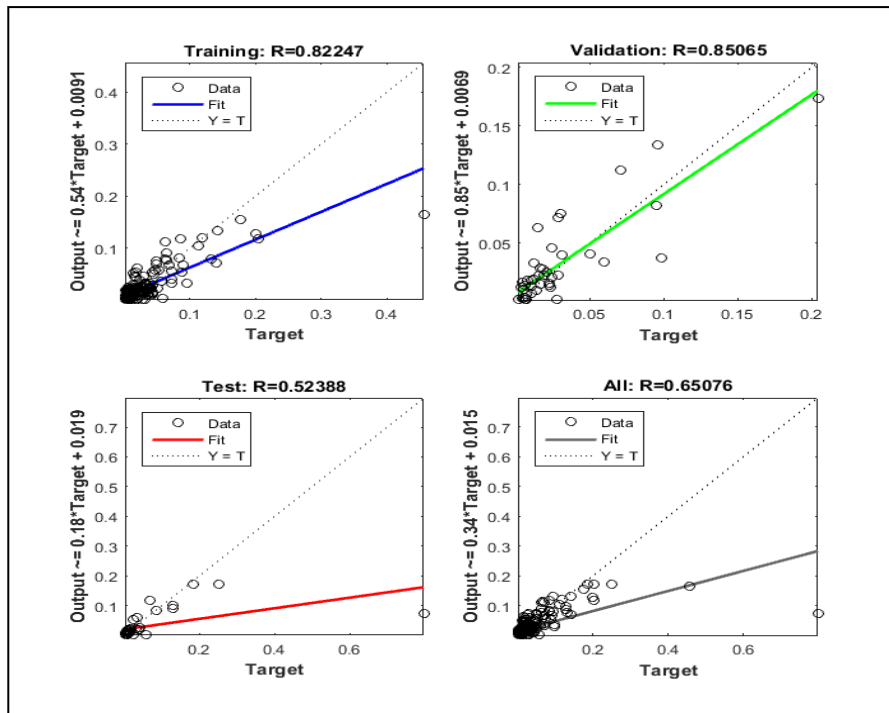 Training: R=0.82247
Output ~= 0.54*Target + 0.0091
0.4
0.3
0.2
0.1
Data
Fit
Y = T
0.1 0.2 0.3 0.4
Target
Validation: R=0.85065
Output ~= 0.85*Target + 0.0069
0.2
0.15
0.1
0.05
Data
Fit
Y = T
0.05 0.1 0.15 0.2
Target
Test: R=0.52388
Output ~= 0.18*Target + 0.019
0.7
0.6
0.5
0.4
0.3
0.2
0.1
Data
Fit
Y = T
0.2 0.4 0.6
Target
All: R=0.65076
Output ~= 0.34*Target + 0.015
0.7
0.6
0.5
0.4
0.3
0.2
0.1
Data
Fit
Y = T
0.2 0.4 0.6
Target